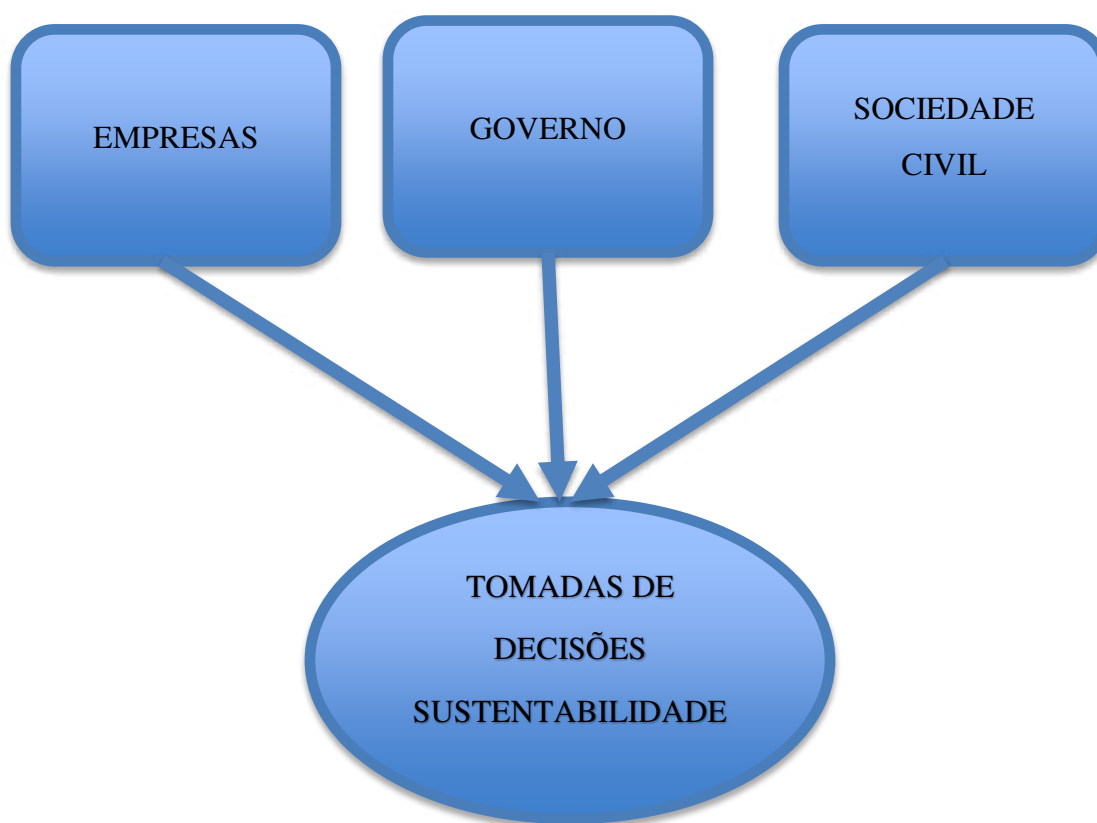 EMPRESAS
GOVERNO
SOCIEDADE
CIVIL
TOMADAS DE
DECISÕES
SUSTENTABILIDADE